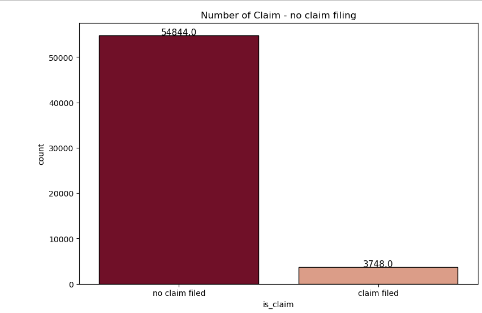 Number of Claim - no claim filing
54844.0
50000
40000
30000
20000
10000
0
count
3748.0
no claim filed
claim filed
is_claim